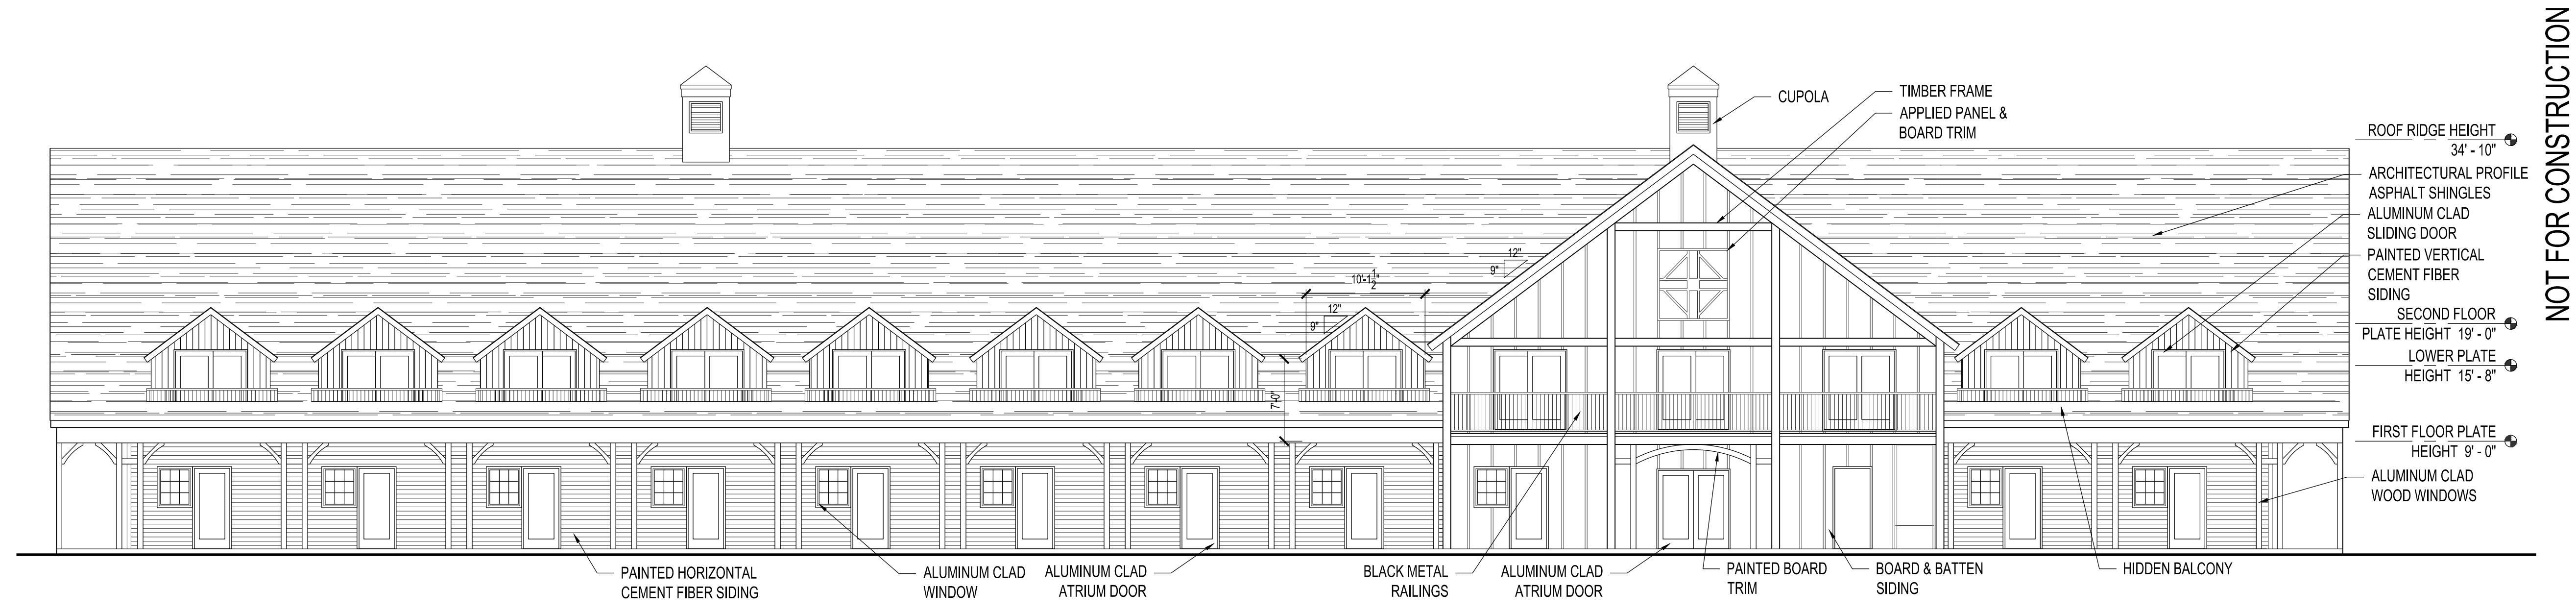 NOT FOR CONSTRUCTION
CUPOLA
TIMBER FRAME
APPLIED PANEL &
BOARD TRIM
ROOF RIDGE HEIGHT
34' - 10"
ARCHITECTURAL PROFILE
ASPHALT SHINGLES
ALUMINUM CLAD
SLIDING DOOR
PAINTED VERTICAL
CEMENT FIBER
SIDING
SECOND FLOOR
PLATE HEIGHT 19' - 0"
LOWER PLATE
HEIGHT 15' - 8"
FIRST FLOOR PLATE
HEIGHT 9' - 0"
ALUMINUM CLAD
WOOD WINDOWS
12"
9"
10'-1 1/2"
12"
9"
7'-0"
PAINTED HORIZONTAL
CEMENT FIBER SIDING
ALUMINUM CLAD
WINDOW
ALUMINUM CLAD
ATRIUM DOOR
BLACK METAL
RAILINGS
ALUMINUM CLAD
ATRIUM DOOR
PAINTED BOARD
TRIM
BOARD & BATTEN
SIDING
HIDDEN BALCONY